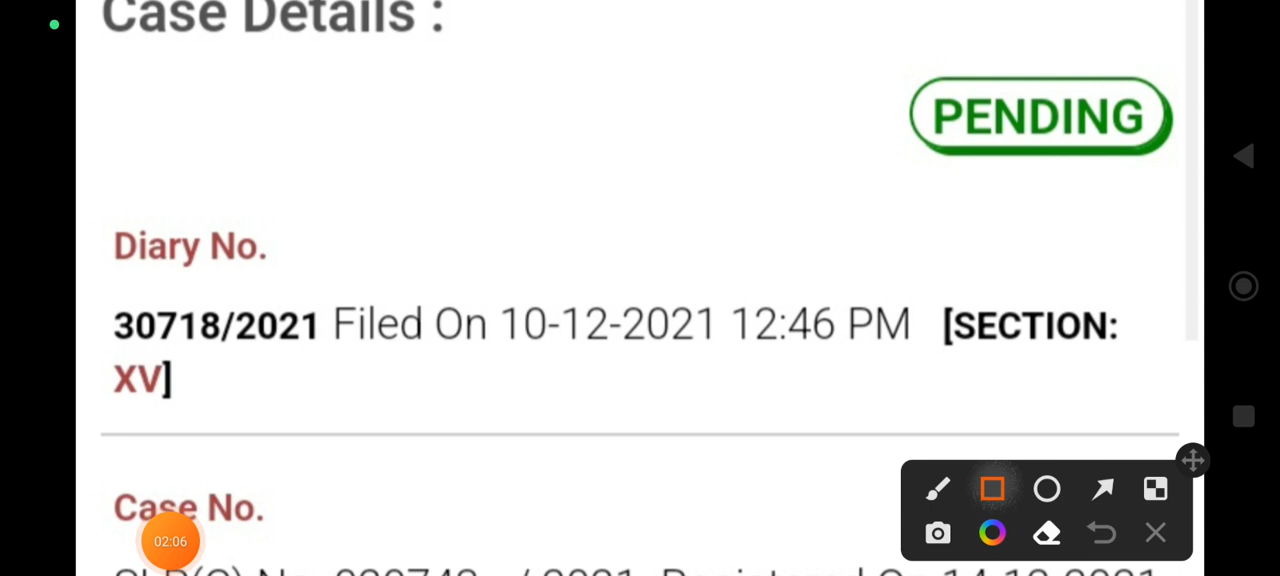 Case Details :
PENDING
Diary No.
30718/2021 Filed On 10-12-2021 12:46 PM [SECTION:
XV]
Case No.
02:06